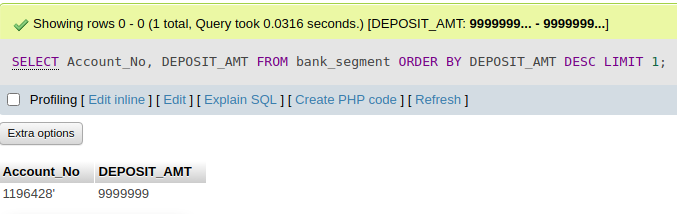 Showing rows 0 - 0 (1 total, Query took 0.0316 seconds.) [DEPOSIT_AMT: 9999999... - 9999999...]
SELECT Account_No, DEPOSIT_AMT FROM bank_segment ORDER BY DEPOSIT_AMT DESC LIMIT 1;
Profiling [ Edit inline ] [ Edit ] [ Explain SQL ] [ Create PHP code ] [ Refresh ]
Extra options
Account_No DEPOSIT_AMT
1196428' 9999999